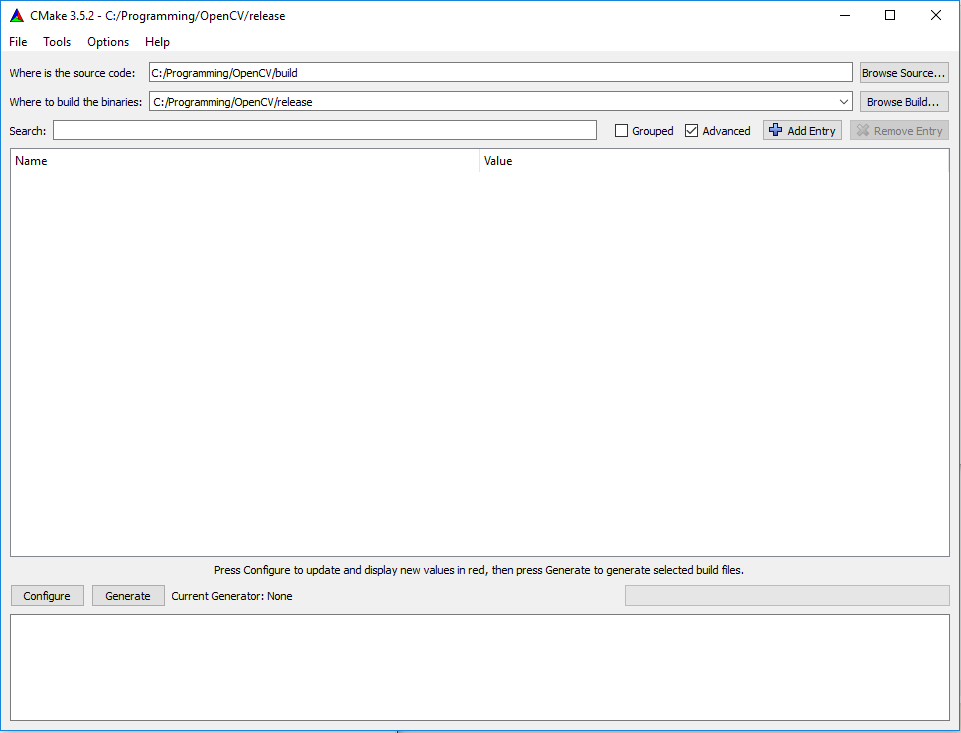 CMake 3.5.2 - C:/Programming/OpenCV/release
File Tools Options Help
Where is the source code: C:/Programming/OpenCV/build Browse Source...
Where to build the binaries: C:/Programming/OpenCV/release Browse Build...
Search: Grouped Advanced Add Entry Remove Entry
Name Value
Press Configure to update and display new values in red, then press Generate to generate selected build files.
Configure Generate Current Generator: None